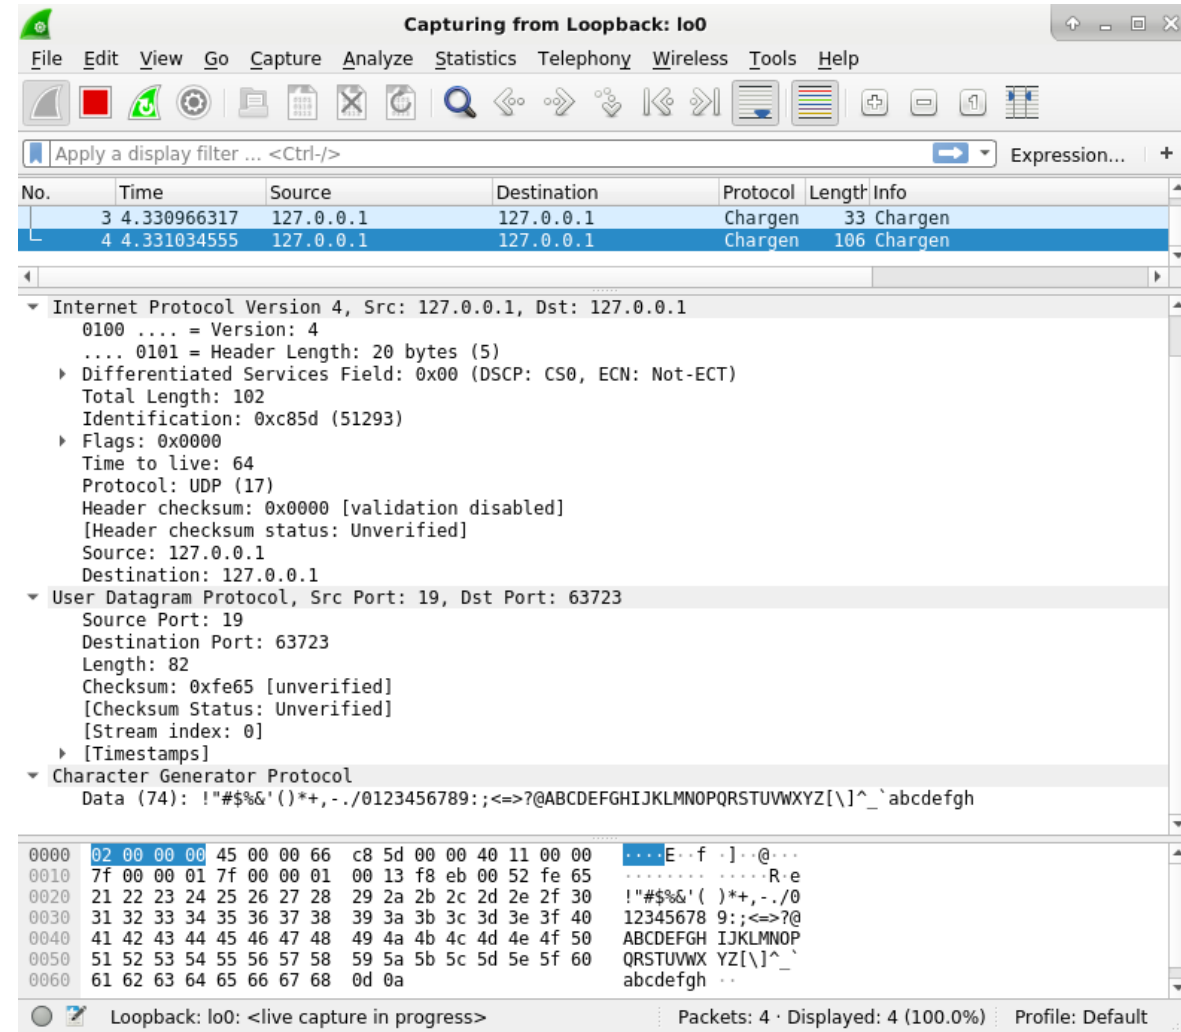 Capturing from Loopback: lo0
File Edit View Go Capture Analyze Statistics Telephony Wireless Tools Help
Apply a display filter ... <Ctrl-/> Expression... +
No. Time Source Destination Protocol Length Info
3 4.330966317 127.0.0.1 127.0.0.1 Chargen 33 Chargen
4 4.331034555 127.0.0.1 127.0.0.1 Chargen 106 Chargen
Internet Protocol Version 4, Src: 127.0.0.1, Dst: 127.0.0.1
0100 .... = Version: 4
.... 0101 = Header Length: 20 bytes (5)
Differentiated Services Field: 0x00 (DSCP: CS0, ECN: Not-ECT)
Total Length: 102
Identification: 0xc85d (51293)
Flags: 0x0000
Time to live: 64
Protocol: UDP (17)
Header checksum: 0x0000 [validation disabled]
[Header checksum status: Unverified]
Source: 127.0.0.1
Destination: 127.0.0.1
User Datagram Protocol, Src Port: 19, Dst Port: 63723
Source Port: 19
Destination Port: 63723
Length: 82
Checksum: 0xfe65 [unverified]
[Checksum Status: Unverified]
[Stream index: 0]
[Timestamps]
Character Generator Protocol
Data (74): !"#$%&'()*+,-./0123456789:;<=>?@ABCDEFGHIJKLMNOPQRSTUVWXYZ[\]^_`abcdefgh
0000 02 00 00 00 45 00 00 66 c8 5d 00 00 40 11 00 00 ····E··f ·]··@···
0010 7f 00 00 01 7f 00 00 01 00 13 f8 eb 00 52 fe 65 ········ ·····R·e
0020 21 22 23 24 25 26 27 28 29 2a 2b 2c 2d 2e 2f 30 !"#$%&'( )*+,-./0
0030 31 32 33 34 35 36 37 38 39 3a 3b 3c 3d 3e 3f 40 12345678 9:;<=>?@
0040 41 42 43 44 45 46 47 48 49 4a 4b 4c 4d 4e 4f 50 ABCDEFGH IJKLMNOP
0050 51 52 53 54 55 56 57 58 59 5a 5b 5c 5d 5e 5f 60 QRSTUVWX YZ[\]^_`
0060 61 62 63 64 65 66 67 68 0d 0a abcdefgh ··
Loopback: lo0: <live capture in progress> Packets: 4 · Displayed: 4 (100.0%) Profile: Default